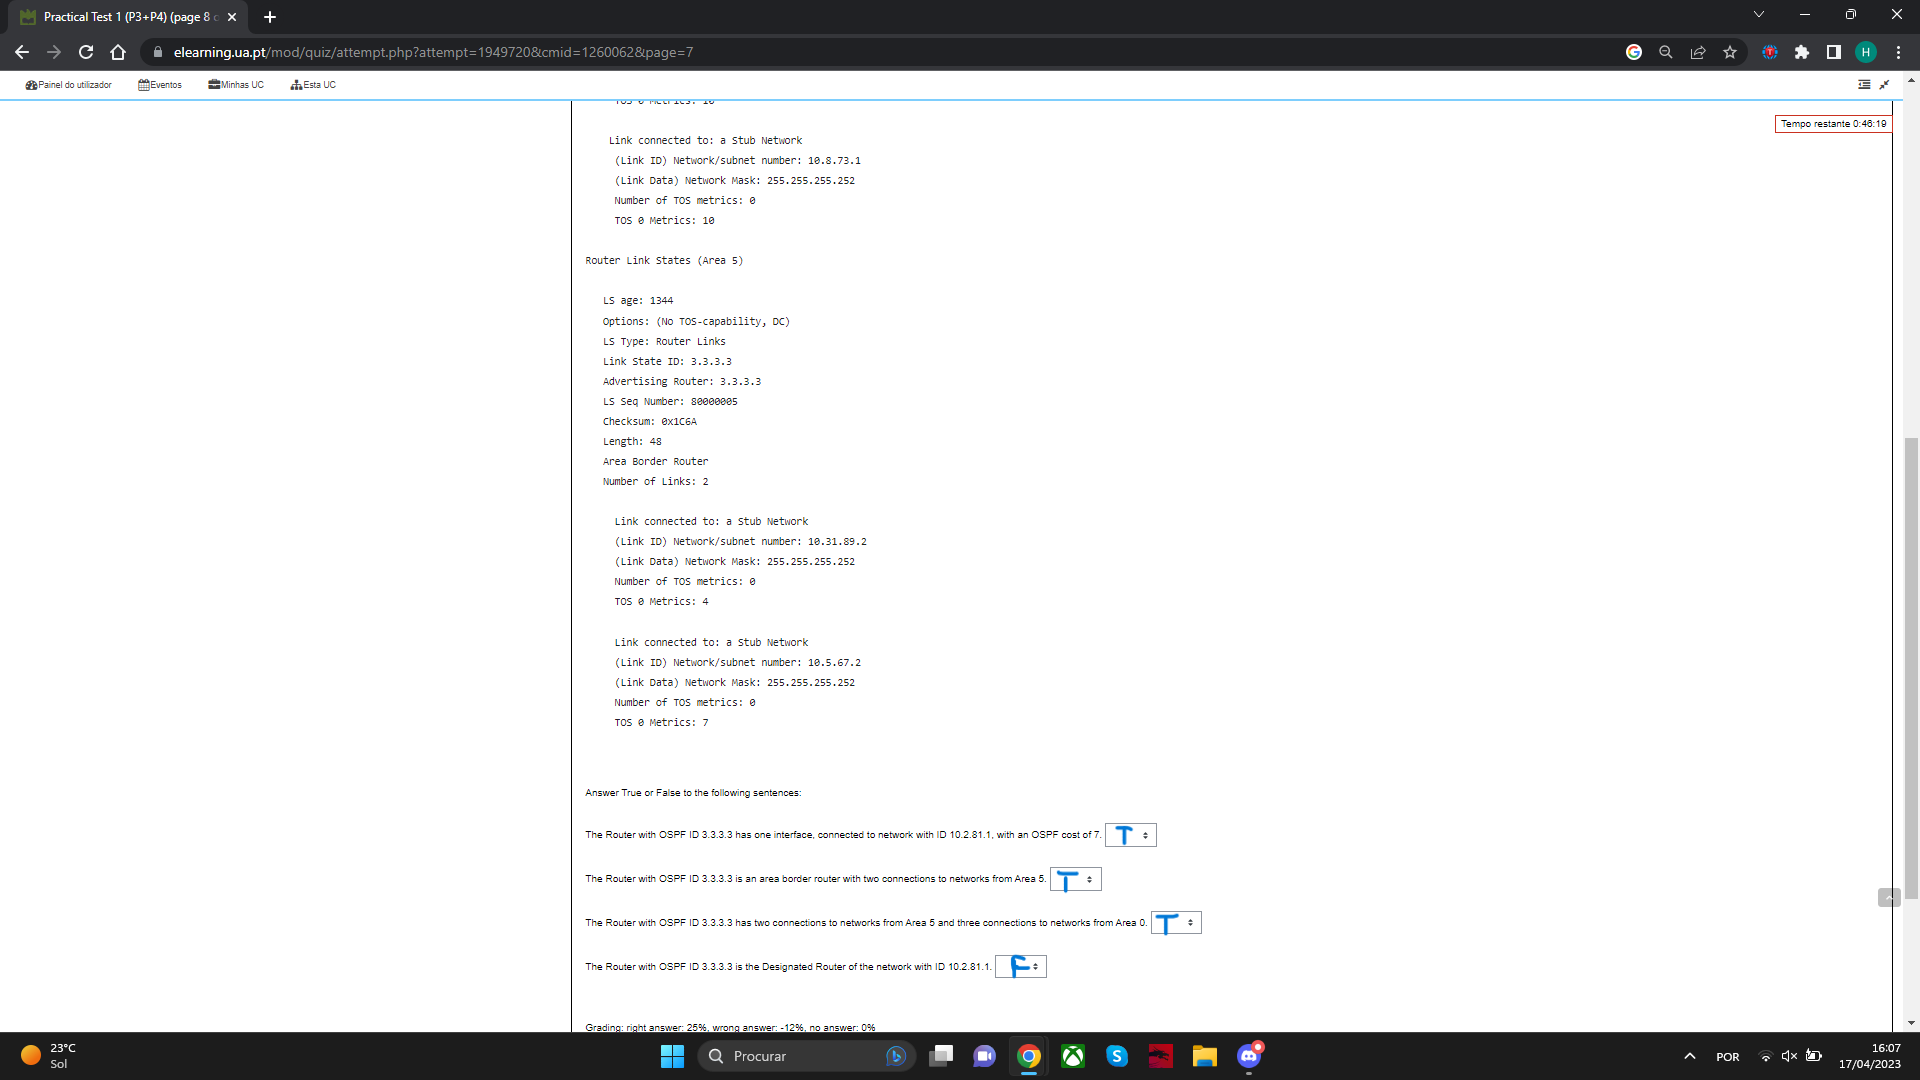 Practical Test 1 (P3+P4) (page 8 o
elearning.ua.pt/mod/quiz/attempt.php?attempt=1949720&cmid=1260062&page=7
H
Painel do utilizador Eventos Minhas UC Esta UC
TOS 0 Metrics: 10
Tempo restante 0:46:19
Link connected to: a Stub Network
(Link ID) Network/subnet number: 10.8.73.1
(Link Data) Network Mask: 255.255.255.252
Number of TOS metrics: 0
TOS 0 Metrics: 10
Router Link States (Area 5)
LS age: 1344
Options: (No TOS-capability, DC)
LS Type: Router Links
Link State ID: 3.3.3.3
Advertising Router: 3.3.3.3
LS Seq Number: 80000005
Checksum: 0x1C6A
Length: 48
Area Border Router
Number of Links: 2
Link connected to: a Stub Network
(Link ID) Network/subnet number: 10.31.89.2
(Link Data) Network Mask: 255.255.255.252
Number of TOS metrics: 0
TOS 0 Metrics: 4
Link connected to: a Stub Network
(Link ID) Network/subnet number: 10.5.67.2
(Link Data) Network Mask: 255.255.255.252
Number of TOS metrics: 0
TOS 0 Metrics: 7
Answer True or False to the following sentences:
The Router with OSPF ID 3.3.3.3 has one interface, connected to network with ID 10.2.81.1, with an OSPF cost of 7. T
The Router with OSPF ID 3.3.3.3 is an area border router with two connections to networks from Area 5. T
The Router with OSPF ID 3.3.3.3 has two connections to networks from Area 5 and three connections to networks from Area 0. T
The Router with OSPF ID 3.3.3.3 is the Designated Router of the network with ID 10.2.81.1. F
Grading: right answer: 25%, wrong answer: -12%, no answer: 0%
23°C
Sol
Procurar
POR
16:07
17/04/2023